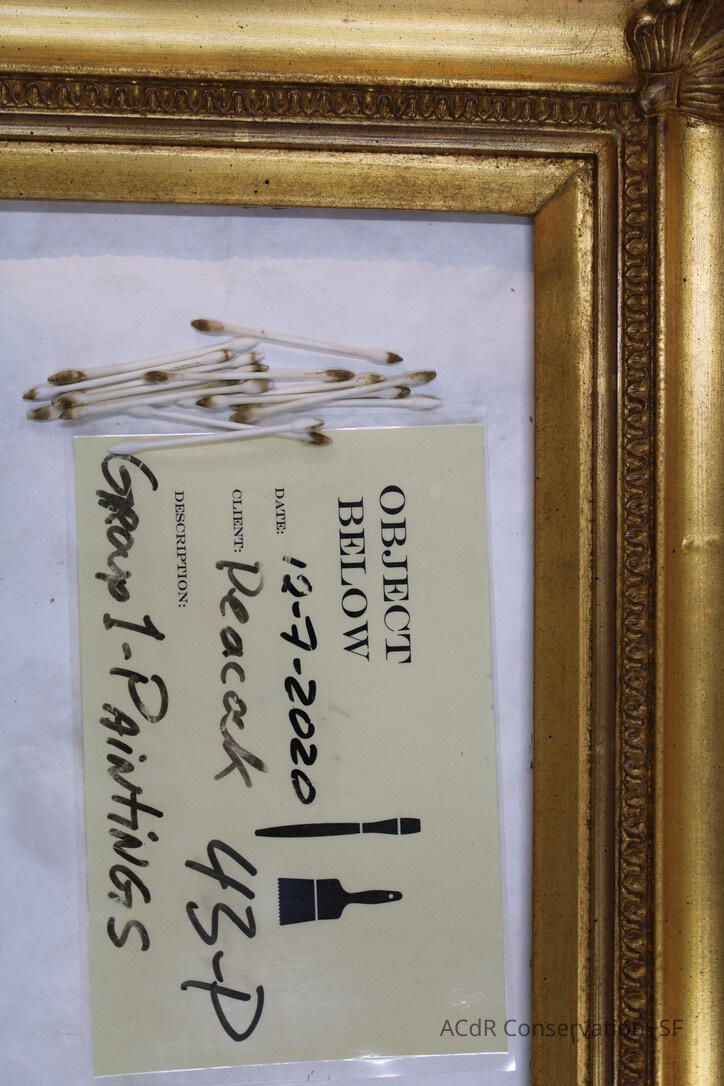 OBJECT
BELOW
DATE: 12-7-2020
CLIENT: Peacock 43-P
DESCRIPTION:
GROUP 1-PAINTINGS
ACdR Conservation-SF